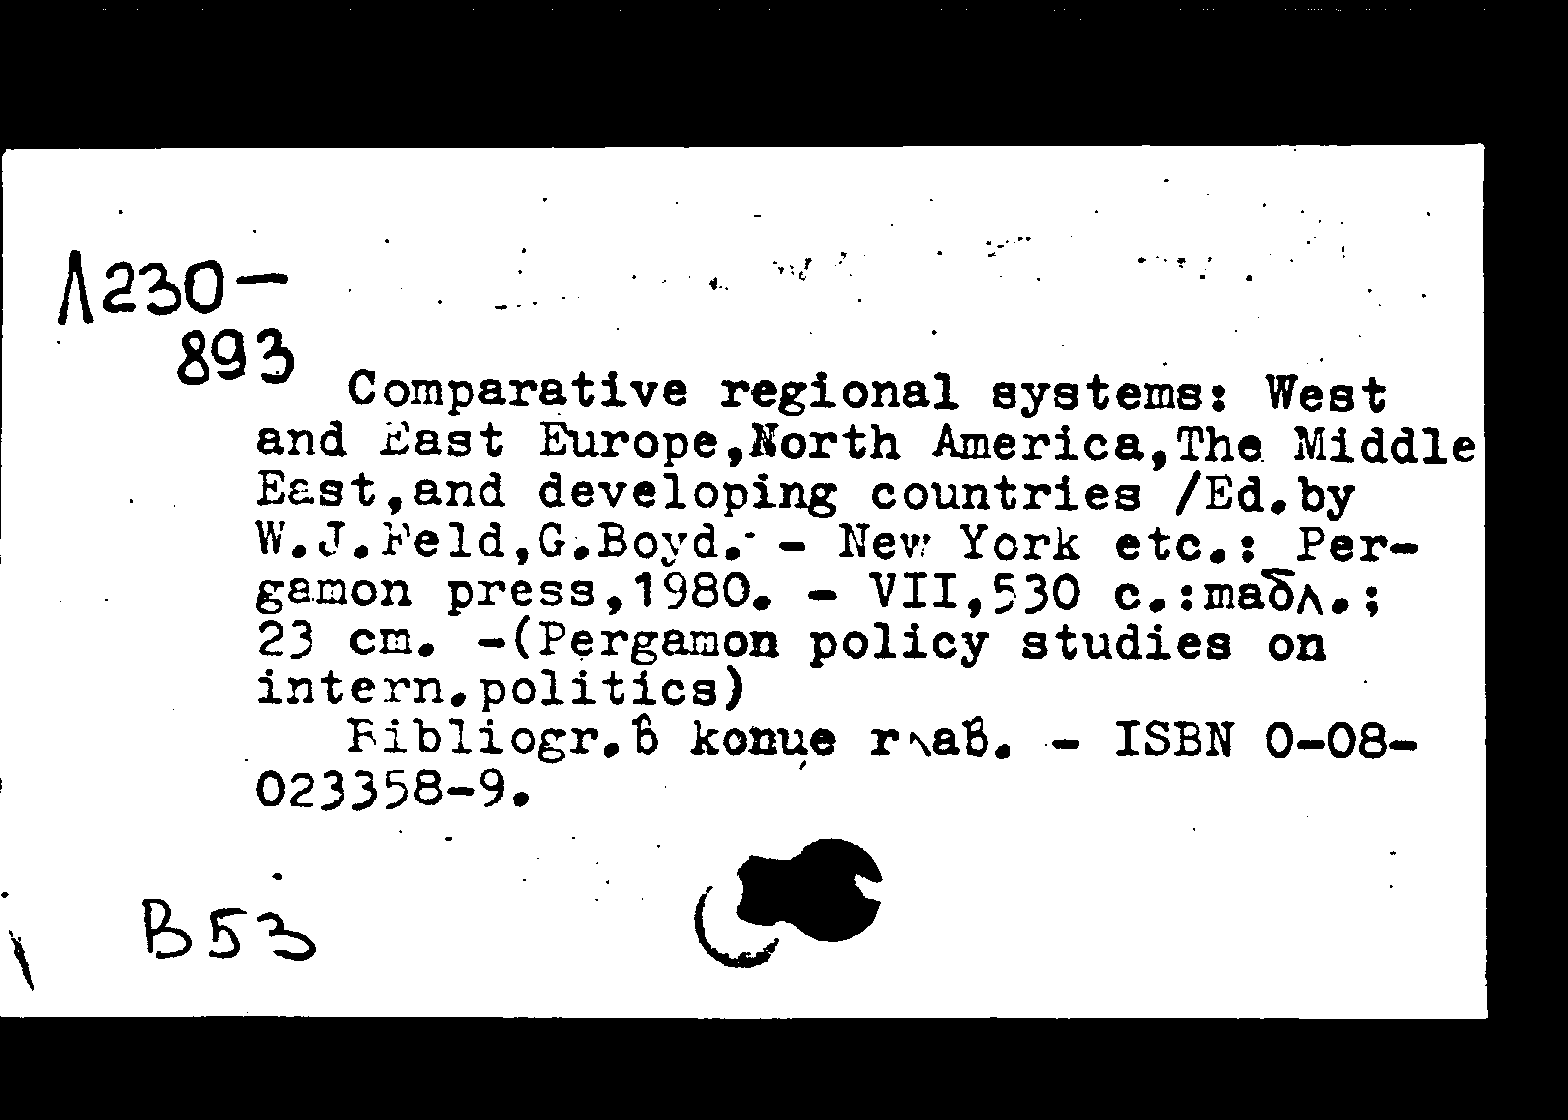 Л230-
893
Comparative regional systems: West
and East Europe,North America,The Middle
East,and developing countries /Ed.by
W.J.Feld,G.Boyd. - New York etc.: Per-
gamon press,1980. - VII,530 c.:табл.;
23 cm. -(Pergamon policy studies on
intern.politics)
Bibliogr.в конце глав. - ISBN 0-08-
023358-9.
B53